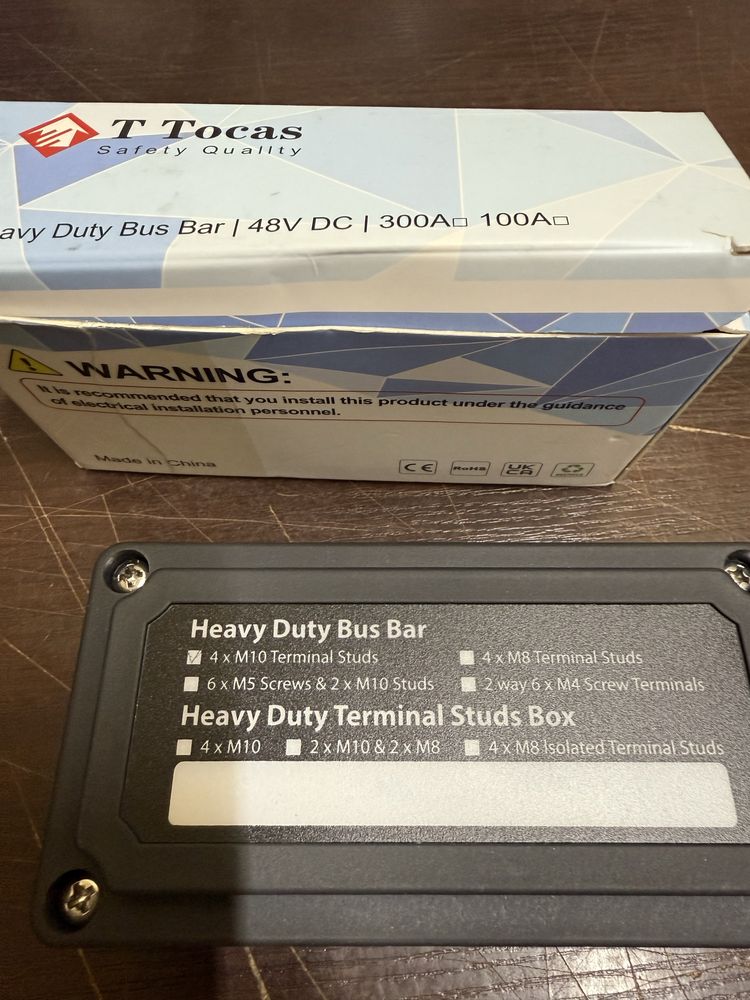 T Tocas
Safety Quality
avy Duty Bus Bar | 48V DC | 300A□ 100A□
WARNING:
It is recommended that you install this product under the guidance
of electrical installation personnel.
Made in China
CE RoHS UK CA
Heavy Duty Bus Bar
☑ 4 x M10 Terminal Studs □ 4 x M8 Terminal Studs
□ 6 x M5 Screws & 2 x M10 Studs □ 2 way 6 x M4 Screw Terminals
Heavy Duty Terminal Studs Box
□ 4 x M10 □ 2 x M10 & 2 x M8 □ 4 x M8 Isolated Terminal Studs